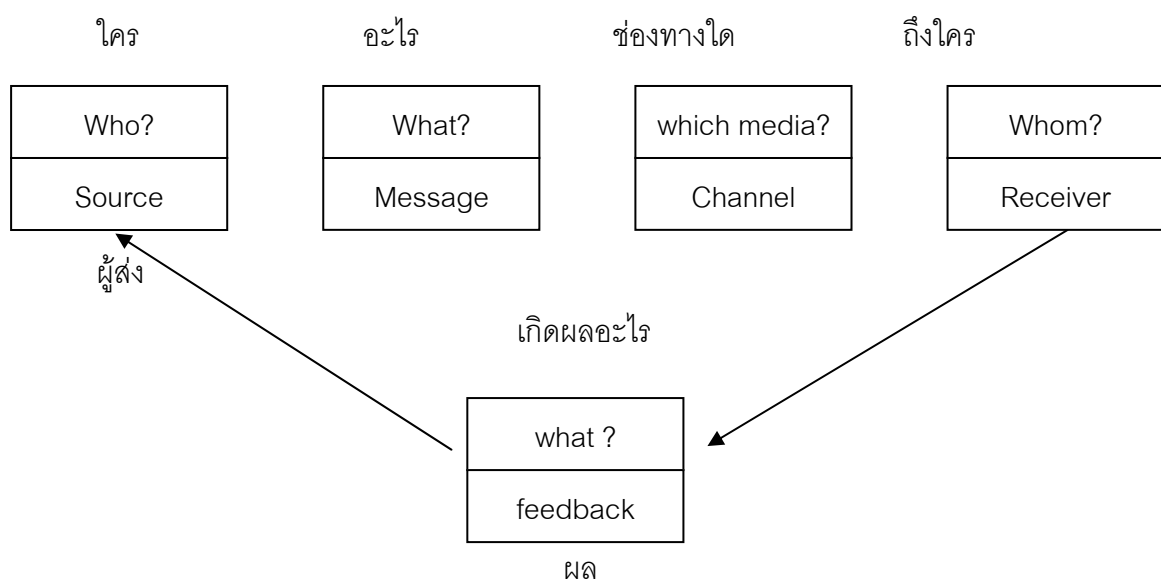 ใคร อะไร ช่องทางใด ถึงใคร
Who? What? which media? Whom?
Source Message Channel Receiver
ผู้ส่ง
เกิดผลอะไร
what ?
feedback
ผล